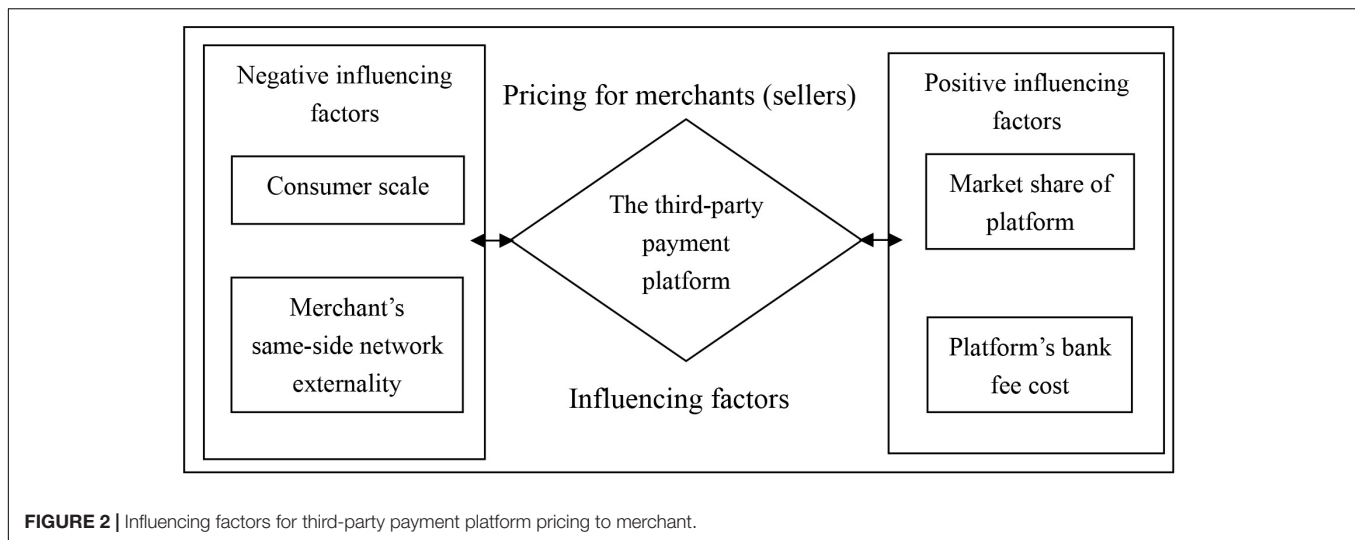 Negative influencing
factors
Consumer scale
Merchant’s
same-side network
externality
Pricing for merchants (sellers)
The third-party
payment
platform
Influencing factors
Positive influencing
factors
Market share of
platform
Platform’s bank
fee cost
FIGURE 2 | Influencing factors for third-party payment platform pricing to merchant.